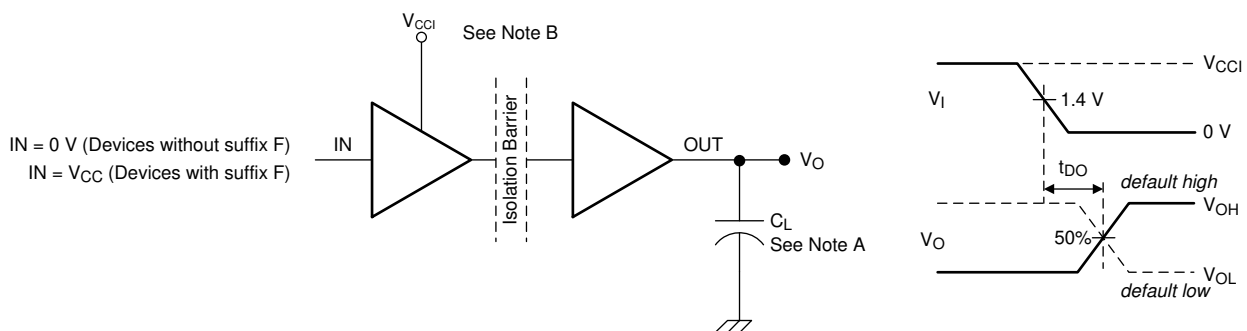 V_CCI
See Note B
IN = 0 V (Devices without suffix F)
IN = V_CC (Devices with suffix F)
IN
Isolation Barrier
OUT
V_O
C_L
See Note A
V_I
V_CCI
1.4 V
0 V
t_DO
default high
V_OH
V_O
50%
V_OL
default low